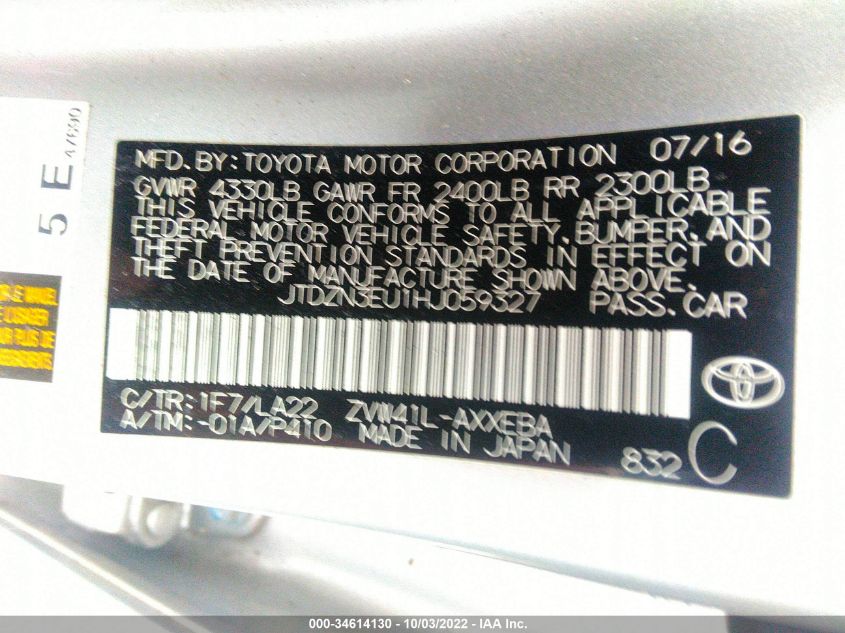 5 E 47690
MFD. BY: TOYOTA MOTOR CORPORATION 07/16
GVWR 4330LB GAWR FR 2400LB RR 2300LB
THIS VEHICLE CONFORMS TO ALL APPLICABLE
FEDERAL MOTOR VEHICLE SAFETY, BUMPER, AND
THEFT PREVENTION STANDARDS IN EFFECT ON
THE DATE OF MANUFACTURE SHOWN ABOVE.
JTDZN3EU1HJ059327 PASS. CAR
C/TR: 1F7/LA22 ZVW41L-AXXEBA
A/TM: -01A/P410 MADE IN JAPAN 832 C
000-34614130 - 10/03/2022 - IAA Inc.